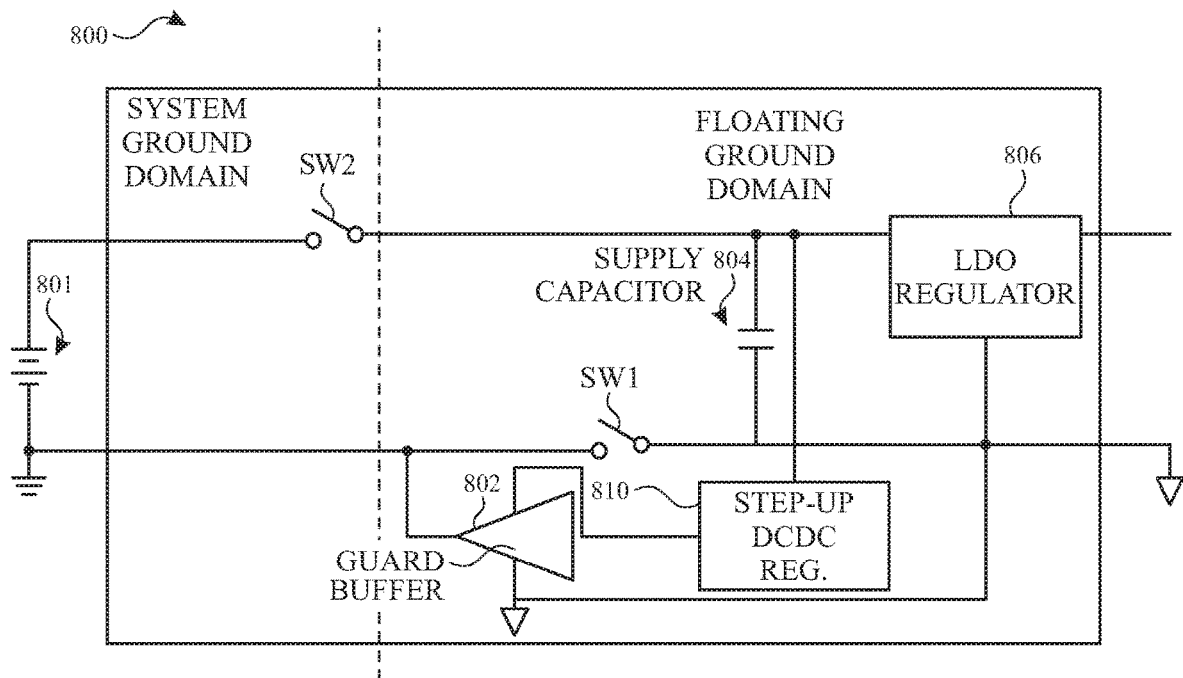 800
SYSTEM
GROUND
DOMAIN
FLOATING
GROUND
DOMAIN
SW2
806
801
SUPPLY
CAPACITOR
804
LDO
REGULATOR
SW1
802
810
GUARD
BUFFER
STEP-UP
DCDC
REG.